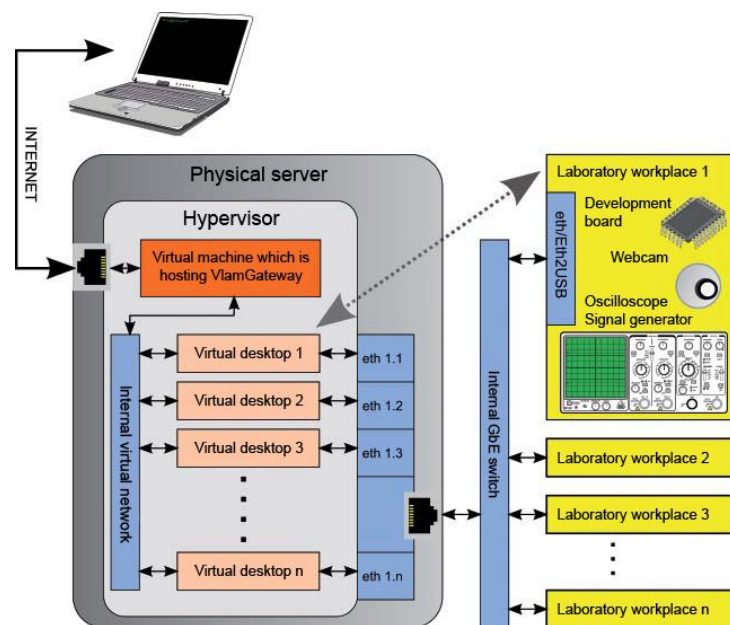 INTERNET
Physical server
Hypervisor
Virtual machine which is
hosting VlamGateway
Internal virtual network
Virtual desktop 1
Virtual desktop 2
Virtual desktop 3
Virtual desktop n
eth 1.1
eth 1.2
eth 1.3
eth 1.n
Internal GbE switch
Laboratory workplace 1
eth/Eth2USB
Development
board
Webcam
Oscilloscope
Signal generator
Laboratory workplace 2
Laboratory workplace 3
Laboratory workplace n